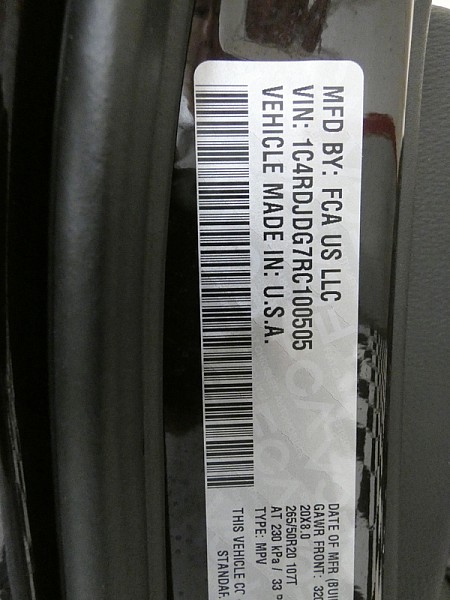 MFD BY: FCA US LLC
VIN: 1C4RDJDG7RC100505
VEHICLE MADE IN: U.S.A.
DATE OF MFR
GAWR FRONT:
20X8.0
265/50R20 107T
AT 230 kPa / 33
TYPE: MPV
THIS VEHICLE